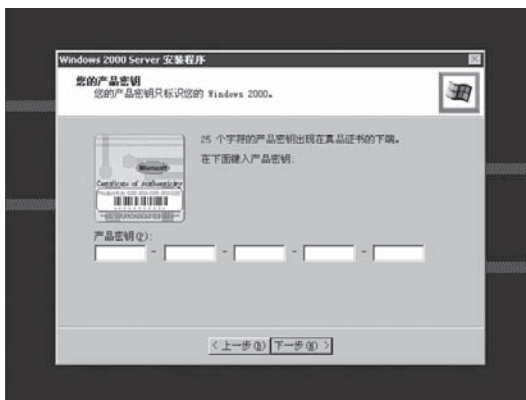 Windows 2000 Server 安装程序
您的产品密钥
您的产品密钥只标识您的 Windows 2000。
25 个字符的产品密钥出现在真品证书的下端。
在下面键入产品密钥:
Microsoft
Certificate of Authenticity
产品密钥(P):
- - - -
< 上一步(B)
下一步(N) >